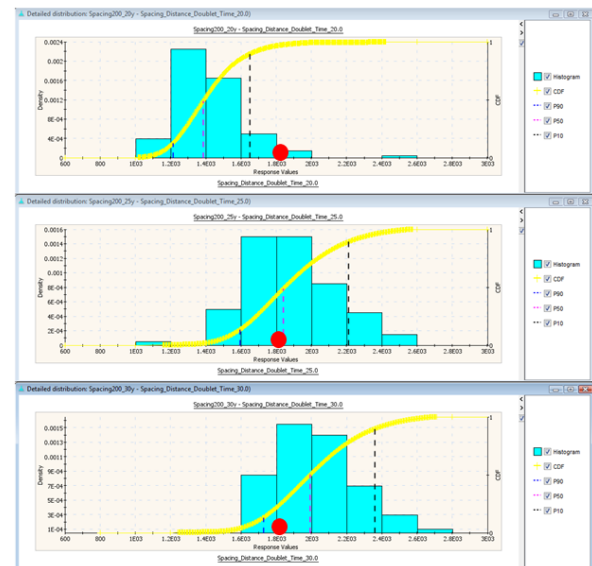 Detailed distribution: Spacing200_20y - Spacing_Distance_Doublet_Time_20.0
Spacing200_20y - Spacing_Distance_Doublet_Time_20.0
0.0024
0.002
0.0016
0.0012
8E-04
4E-04
0
Density
1
0
CDF
600 800 1E03 1.2E03 1.4E03 1.6E03 1.8E03 2E03 2.2E03 2.4E03 2.6E03 2.8E03 3E03
Response Values
Spacing_Distance_Doublet_Time_20.0
Histogram
CDF
P90
P50
P10
Detailed distribution: Spacing200_25y - Spacing_Distance_Doublet_Time_25.0
Spacing200_25y - Spacing_Distance_Doublet_Time_25.0
0.0016
0.0014
0.0012
0.001
8E-04
6E-04
4E-04
2E-04
0
Density
1
0
CDF
600 800 1E03 1.2E03 1.4E03 1.6E03 1.8E03 2E03 2.2E03 2.4E03 2.6E03 2.8E03 3E03
Response Values
Spacing_Distance_Doublet_Time_25.0
Histogram
CDF
P90
P50
P10
Detailed distribution: Spacing200_30y - Spacing_Distance_Doublet_Time_30.0
Spacing200_30y - Spacing_Distance_Doublet_Time_30.0
0.0015
0.0013
0.0011
9E-04
7E-04
5E-04
3E-04
1E-04
Density
1
0
CDF
600 800 1E03 1.2E03 1.4E03 1.6E03 1.8E03 2E03 2.2E03 2.4E03 2.6E03 2.8E03 3E03
Response Values
Spacing_Distance_Doublet_Time_30.0
Histogram
CDF
P90
P50
P10